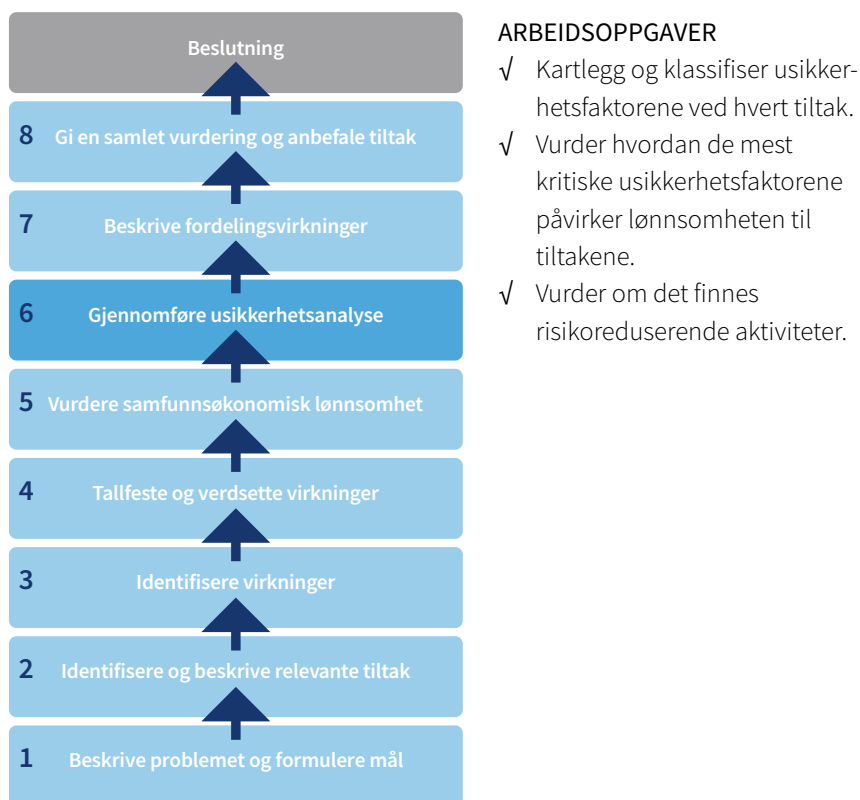 Beslutning
8 Gi en samlet vurdering og anbefale tiltak
7 Beskrive fordelingsvirkninger
6 Gjennomføre usikkerhetsanalyse
5 Vurdere samfunnsøkonomisk lønnsomhet
4 Tallfeste og verdsette virkninger
3 Identifisere virkninger
2 Identifisere og beskrive relevante tiltak
1 Beskrive problemet og formulere mål
ARBEIDSOPPGAVER
√ Kartlegg og klassifiser usikker-
hetsfaktorene ved hvert tiltak.
√ Vurder hvordan de mest
kritiske usikkerhetsfaktorene
påvirker lønnsomheten til
tiltakene.
√ Vurder om det finnes
risikoreduserende aktiviteter.